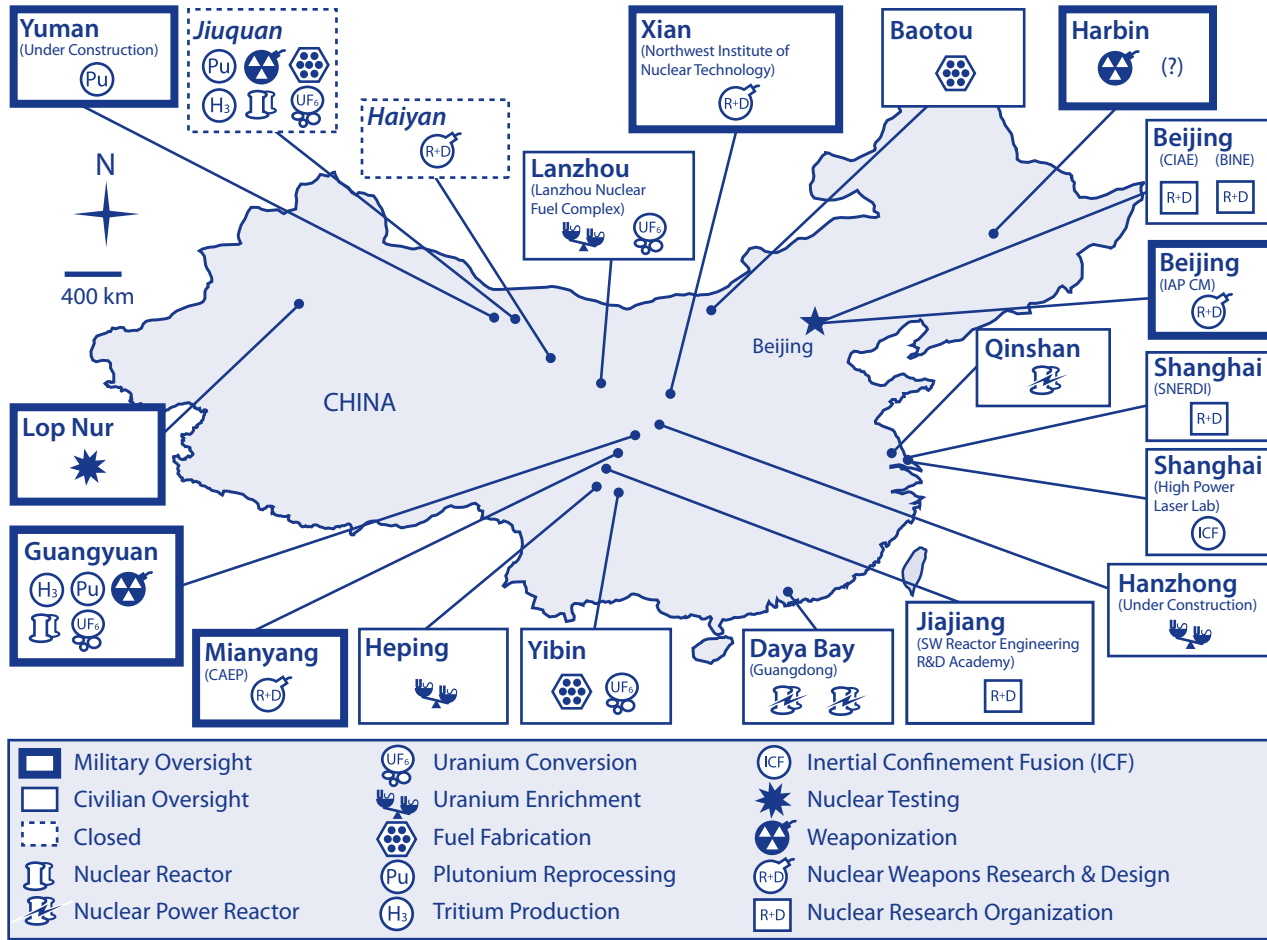 Yuman
(Under Construction)
Pu
Jiuquan
Pu
H3
UF6
Haiyan
R+D
Lanzhou
(Lanzhou Nuclear
Fuel Complex)
UF6
Xian
(Northwest Institute of
Nuclear Technology)
R+D
Baotou
Harbin
(?)
Beijing
(CIAE) (BINE)
R+D R+D
Beijing
(IAP CM)
R+D
N
400 km
Beijing
CHINA
Qinshan
Shanghai
(SNERDI)
R+D
Shanghai
(High Power
Laser Lab)
ICF
Lop Nur
Guangyuan
H3 Pu
UF6
Mianyang
(CAEP)
R+D
Heping
Yibin
UF6
Daya Bay
(Guangdong)
Jiajiang
(SW Reactor Engineering
R&D Academy)
R+D
Hanzhong
(Under Construction)
Military Oversight
Civilian Oversight
Closed
Nuclear Reactor
Nuclear Power Reactor
UF6 Uranium Conversion
Uranium Enrichment
Fuel Fabrication
Pu Plutonium Reprocessing
H3 Tritium Production
ICF Inertial Confinement Fusion (ICF)
Nuclear Testing
Weaponization
R+D Nuclear Weapons Research & Design
R+D Nuclear Research Organization